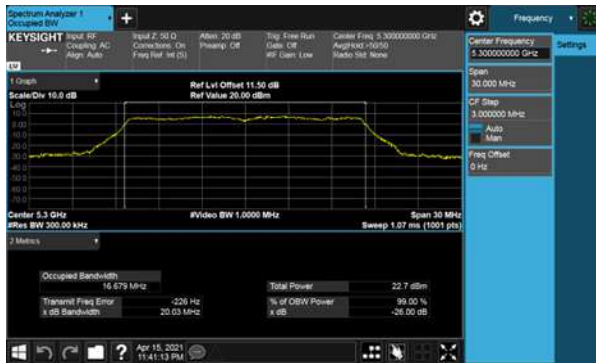 Spectrum Analyzer 1
Occupied BW
+
Frequency
KEYSIGHT
Input: RF
Coupling: AC
Align: Auto
Input Z: 50 Ω
Corrections: On
Freq Ref: Int (S)
Atten: 20 dB
Preamp: Off
Trig: Free Run
Gate: Off
#IF Gain: Low
Center Freq: 5.300000000 GHz
Avg|Hold:>50/50
Radio Std: None
LW
Center Frequency
5.300000000 GHz
Settings
Span
30.000 MHz
CF Step
3.000000 MHz
Auto
Man
Freq Offset
0 Hz
1 Graph
Scale/Div 10.0 dB
Ref Lvl Offset 11.50 dB
Ref Value 20.00 dBm
Log
10.0
0.00
-10.0
-20.0
-30.0
-40.0
-50.0
-60.0
-70.0
Center 5.3 GHz
#Res BW 300.00 kHz
#Video BW 1.0000 MHz
Span 30 MHz
Sweep 1.07 ms (1001 pts)
2 Metrics
Occupied Bandwidth
16.679 MHz
Total Power
22.7 dBm
Transmit Freq Error
-226 Hz
% of OBW Power
99.00 %
x dB Bandwidth
20.03 MHz
x dB
-26.00 dB
?
Apr 15, 2021
11:41:13 PM